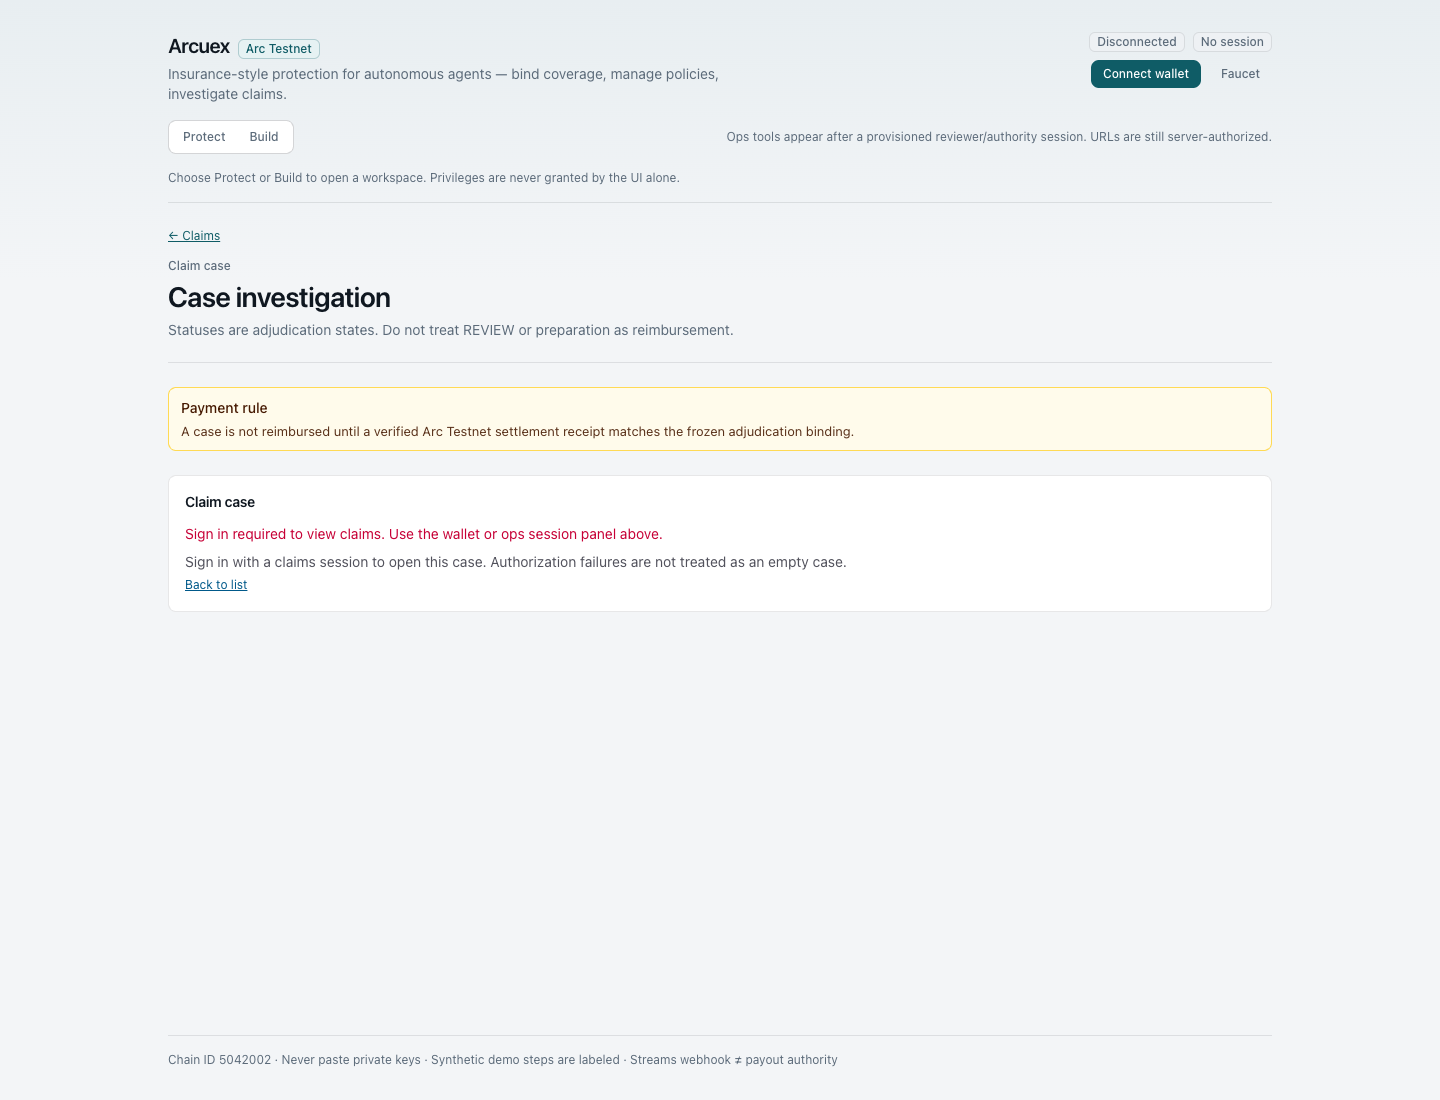 Arcuex
Arc Testnet
Disconnected
No session
Insurance-style protection for autonomous agents — bind coverage, manage policies,
investigate claims.
Connect wallet
Faucet
Protect
Build
Ops tools appear after a provisioned reviewer/authority session. URLs are still server-authorized.
Choose Protect or Build to open a workspace. Privileges are never granted by the UI alone.
← Claims
Claim case
Case investigation
Statuses are adjudication states. Do not treat REVIEW or preparation as reimbursement.
Payment rule
A case is not reimbursed until a verified Arc Testnet settlement receipt matches the frozen adjudication binding.
Claim case
Sign in required to view claims. Use the wallet or ops session panel above.
Sign in with a claims session to open this case. Authorization failures are not treated as an empty case.
Back to list
Chain ID 5042002 · Never paste private keys · Synthetic demo steps are labeled · Streams webhook ≠ payout authority